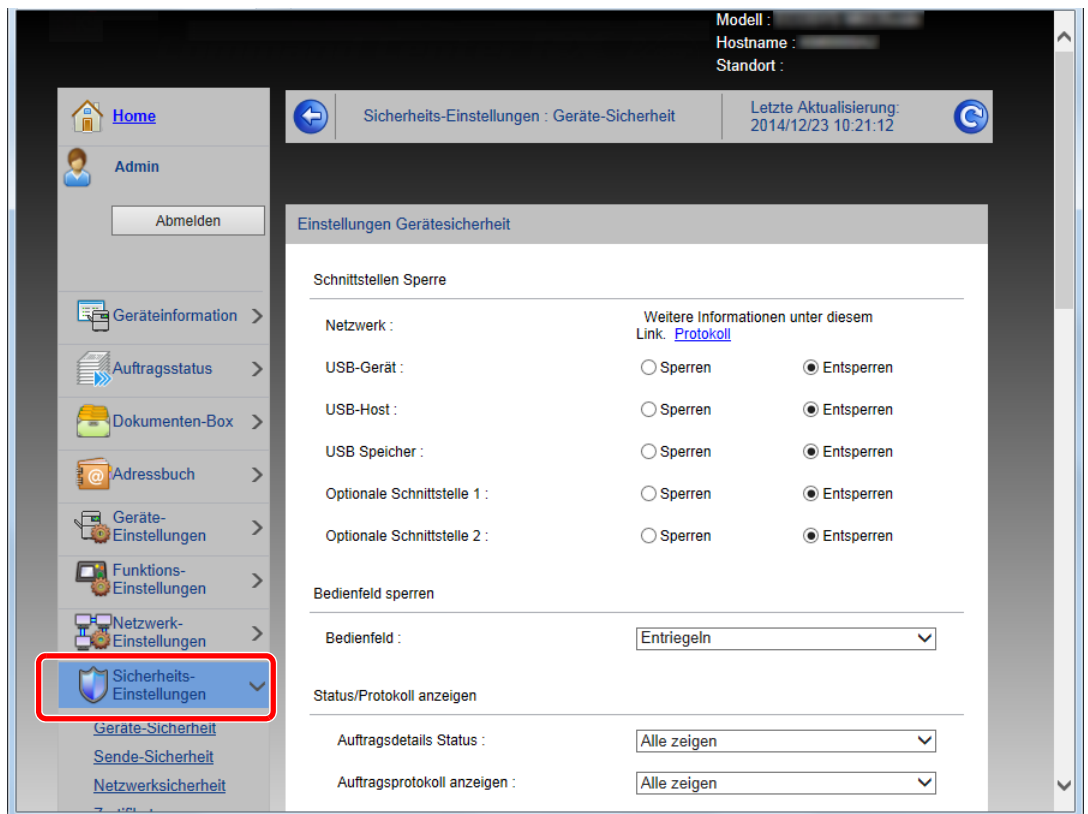 Modell :
Hostname :
Standort :
Home
Admin
Abmelden
Sicherheits-Einstellungen : Geräte-Sicherheit
Letzte Aktualisierung:
2014/12/23 10:21:12
Geräteinformation
Auftragsstatus
Dokumenten-Box
Adressbuch
Geräte-
Einstellungen
Funktions-
Einstellungen
Netzwerk-
Einstellungen
Sicherheits-
Einstellungen
Geräte-Sicherheit
Sende-Sicherheit
Netzwerksicherheit
Einstellungen Gerätesicherheit
Schnittstellen Sperre
Netzwerk :
Weitere Informationen unter diesem
Link. Protokoll
USB-Gerät : Sperren Entsperren
USB-Host : Sperren Entsperren
USB Speicher : Sperren Entsperren
Optionale Schnittstelle 1 : Sperren Entsperren
Optionale Schnittstelle 2 : Sperren Entsperren
Bedienfeld sperren
Bedienfeld : Entriegeln
Status/Protokoll anzeigen
Auftragsdetails Status : Alle zeigen
Auftragsprotokoll anzeigen : Alle zeigen